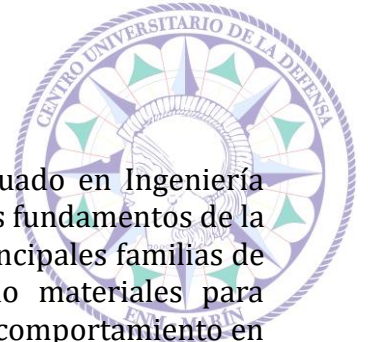 CENTRO UNIVERSITARIO DE LA DEFENSA
uado en Ingeniería
s fundamentos de la
ncipales familias de
o materiales para
comportamiento en
ENM - MARÍN